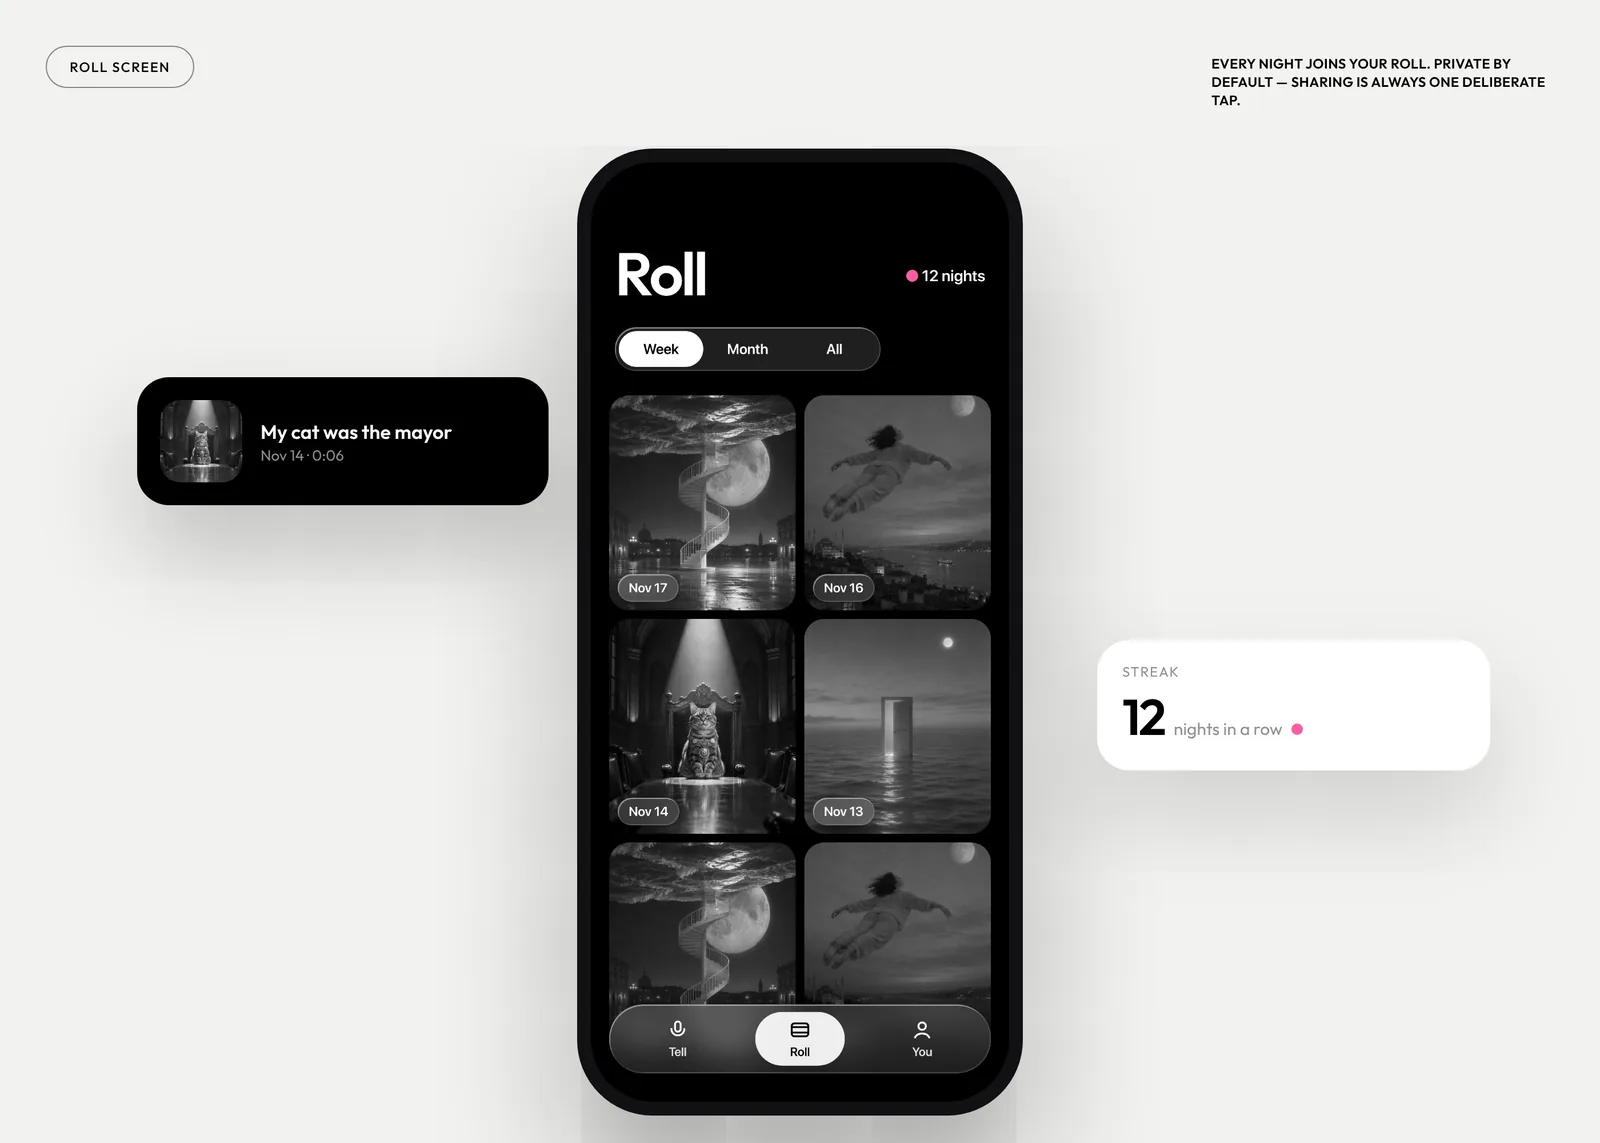 ROLL SCREEN
EVERY NIGHT JOINS YOUR ROLL. PRIVATE BY
DEFAULT — SHARING IS ALWAYS ONE DELIBERATE
TAP.
Roll
12 nights
Week
Month
All
My cat was the mayor
Nov 14 · 0:06
Nov 17
Nov 16
STREAK
12 nights in a row
Nov 14
Nov 13
Tell
Roll
You